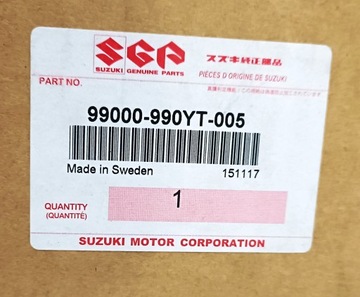 SGP スズキ純正部品
SUZUKI GENUINE PARTS PIÈCES D'ORIGINE DE SUZUKI
PART NO.
99000-990YT-005
Made in Sweden 151117
QUANTITY 1
(QUANTITÉ)
SUZUKI MOTOR CORPORATION